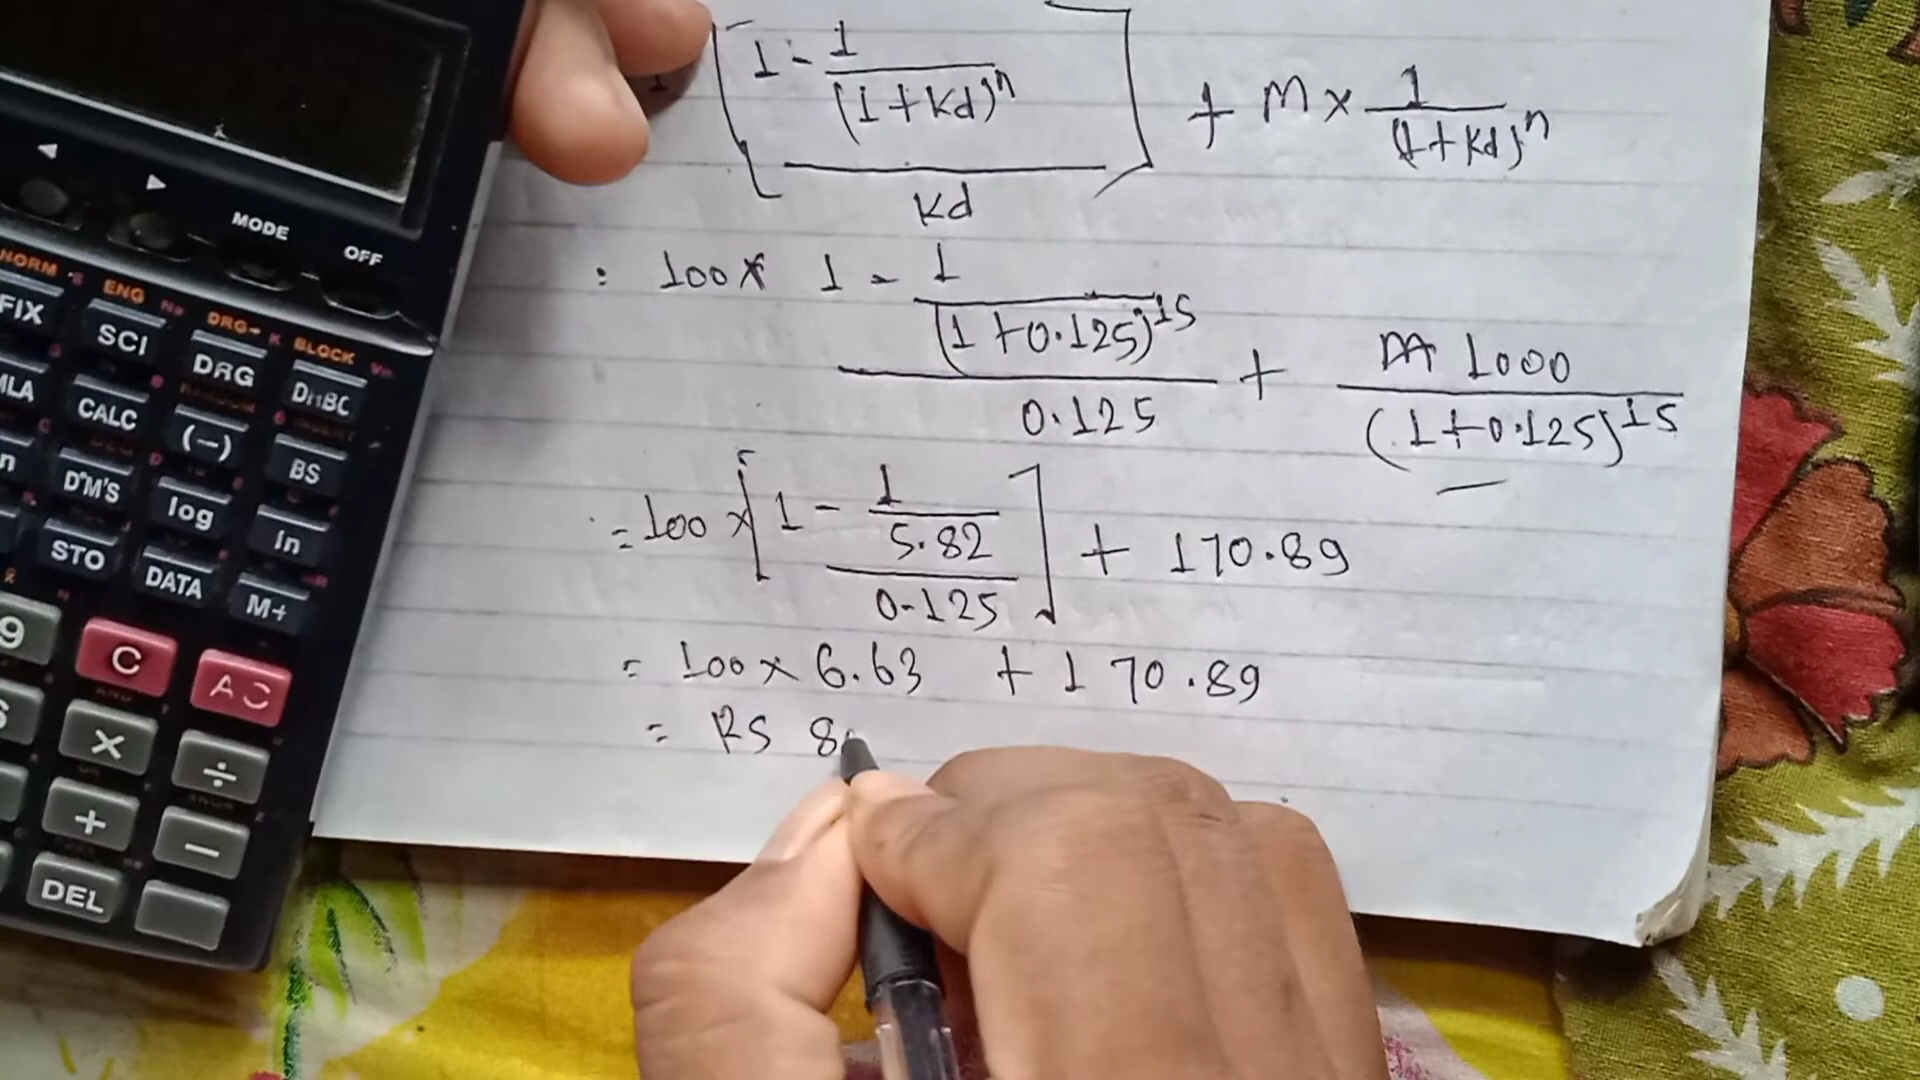 [1 - 1/(1+kd)^n / kd] + M × 1/(1+kd)^n
: 100 × 1 - 1/(1+0.125)^15 / 0.125 + 1000/(1+0.125)^15
= 100 × [1 - 1/5.82 / 0.125] + 170.89
= 100 × 6.63 + 170.89
= RS 8
MODE OFF
NORM ENG DRG BLOCK
FIX SCI DRG
CALC (−) BS
D°M'S log ln
STO DATA M+
9 C
× ÷
+ −
DEL